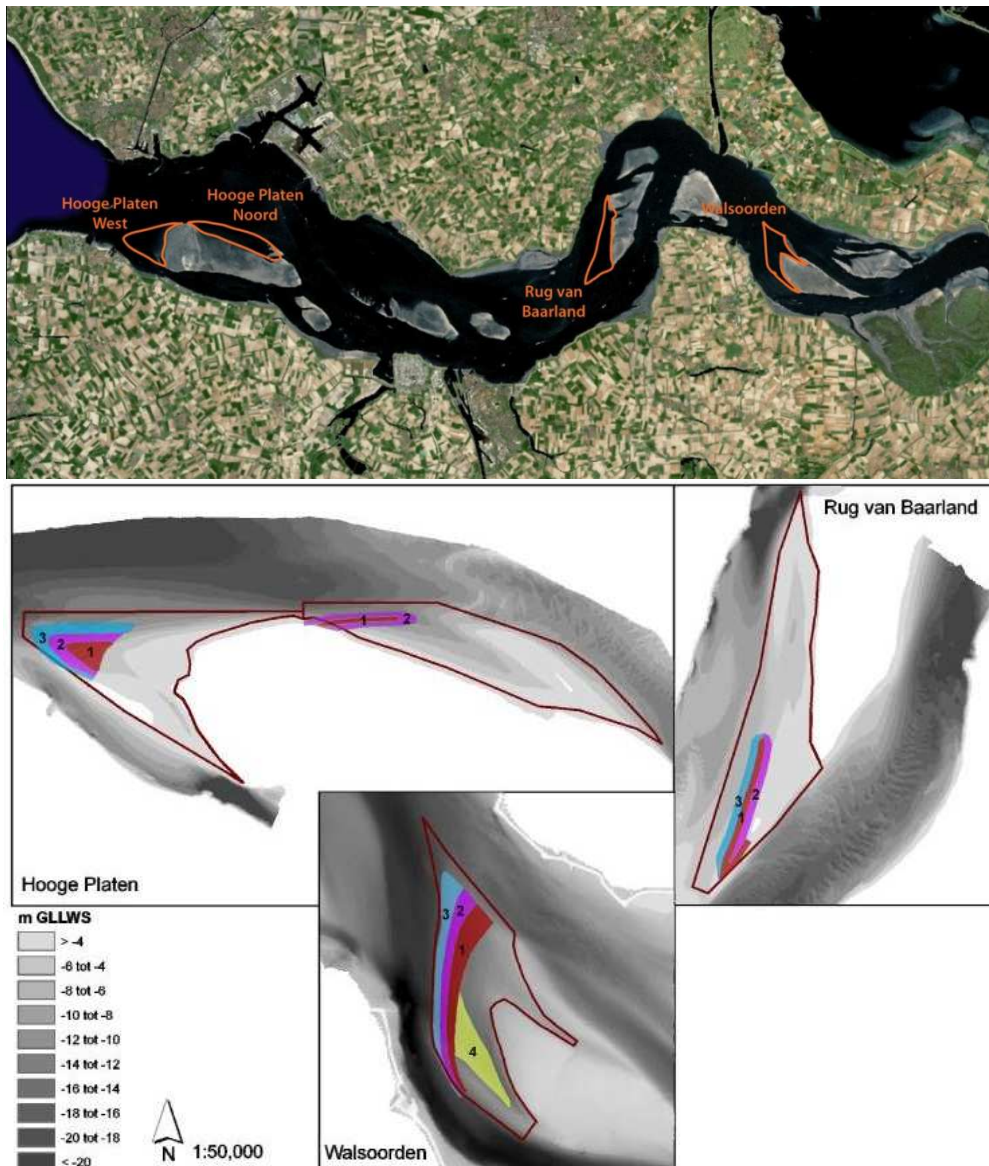 Hooge Platen
West
Hooge Platen
Noord
Rug van
Baarland
Walsoorden
Rug van Baarland
3
2
1
1
2
3
2
1
Hooge Platen
3
2
1
4
Walsoorden
m GLLWS
> -4
-6 tot -4
-8 tot -6
-10 tot -8
-12 tot -10
-14 tot -12
-16 tot -14
-18 tot -16
-20 tot -18
< -20
N
1:50,000